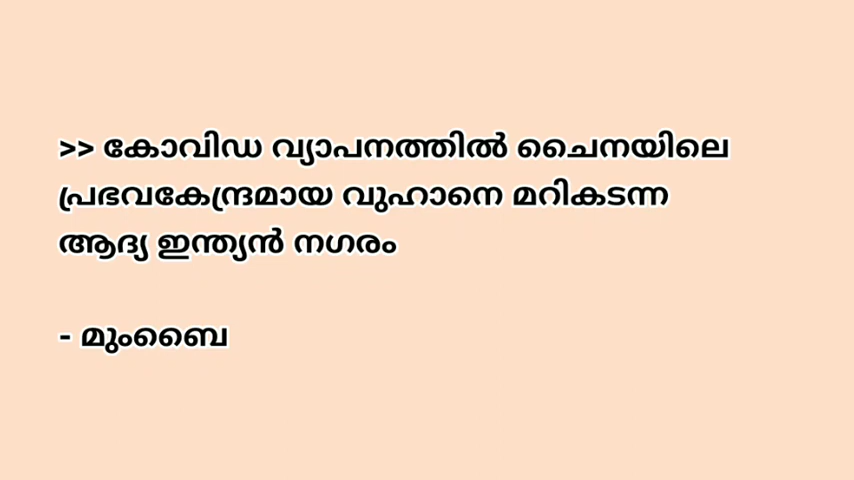 >> കോവിഡ വ്യാപനത്തിൽ ചൈനയിലെ
പ്രഭവകേന്ദ്രമായ വുഹാനെ മറികടന്ന
ആദ്യ ഇന്ത്യൻ നഗരം
- മുംബൈ